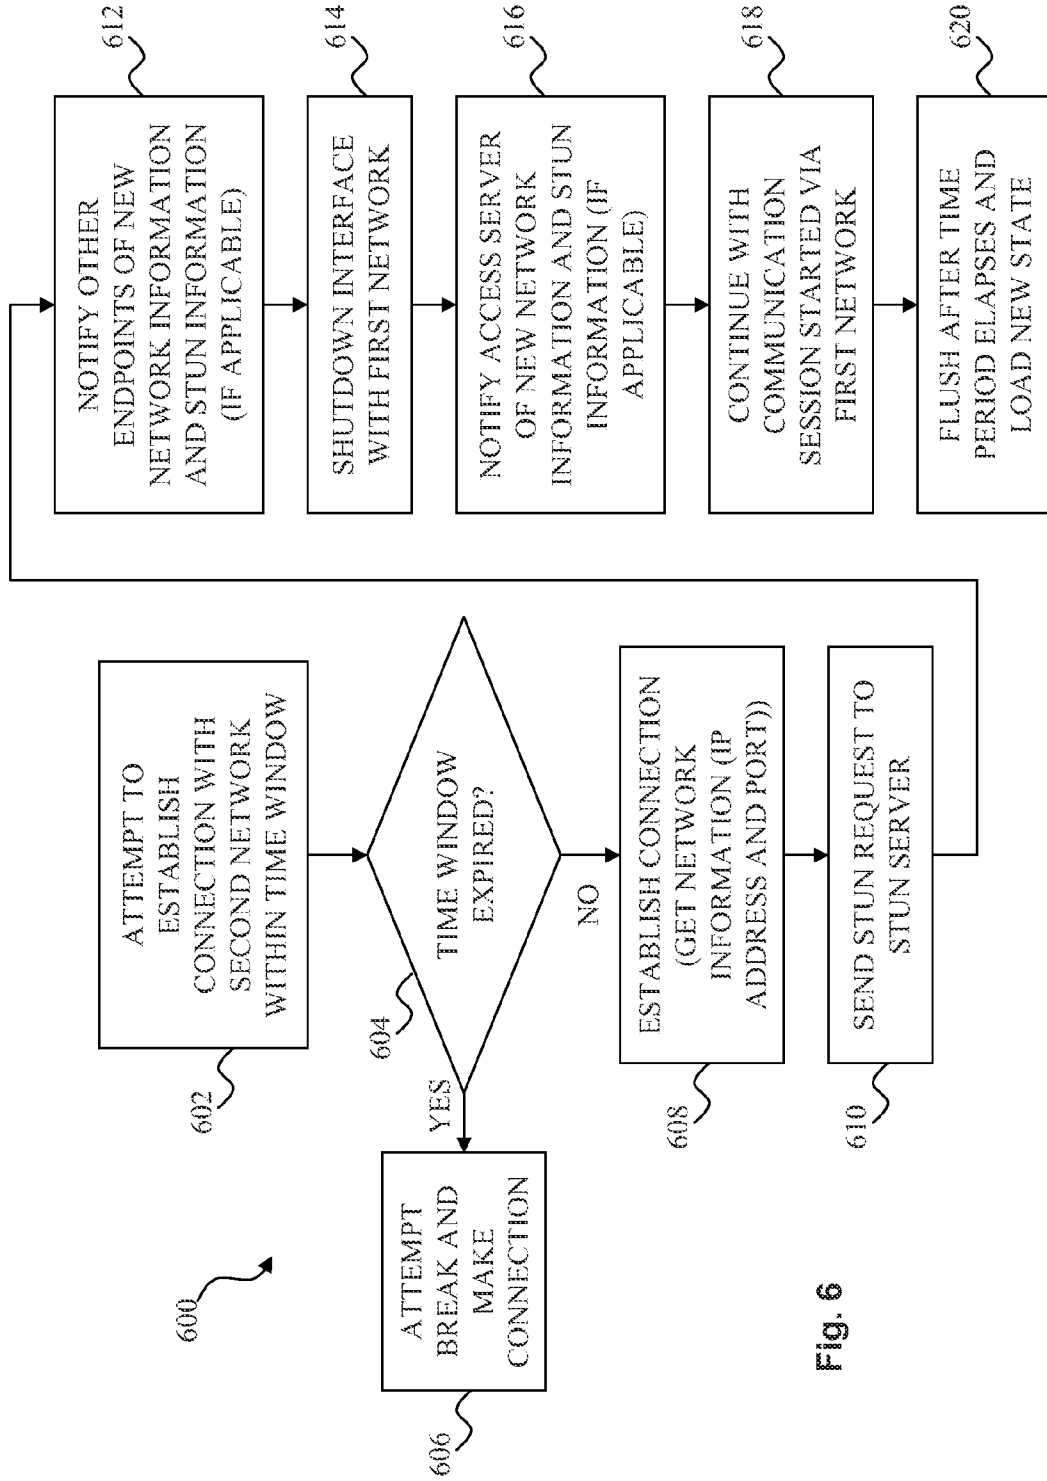 600
602
ATTEMPT TO
ESTABLISH
CONNECTION WITH
SECOND NETWORK
WITHIN TIME WINDOW
604
TIME WINDOW
EXPIRED?
YES
606
ATTEMPT
BREAK AND
MAKE
CONNECTION
NO
608
ESTABLISH CONNECTION
(GET NETWORK
INFORMATION (IP
ADDRESS AND PORT))
610
SEND STUN REQUEST TO
STUN SERVER
612
NOTIFY OTHER
ENDPOINTS OF NEW
NETWORK INFORMATION
AND STUN INFORMATION
(IF APPLICABLE)
614
SHUTDOWN INTERFACE
WITH FIRST NETWORK
616
NOTIFY ACCESS SERVER
OF NEW NETWORK
INFORMATION AND STUN
INFORMATION (IF
APPLICABLE)
618
CONTINUE WITH
COMMUNICATION
SESSION STARTED VIA
FIRST NETWORK
620
FLUSH AFTER TIME
PERIOD ELAPSES AND
LOAD NEW STATE
Fig. 6